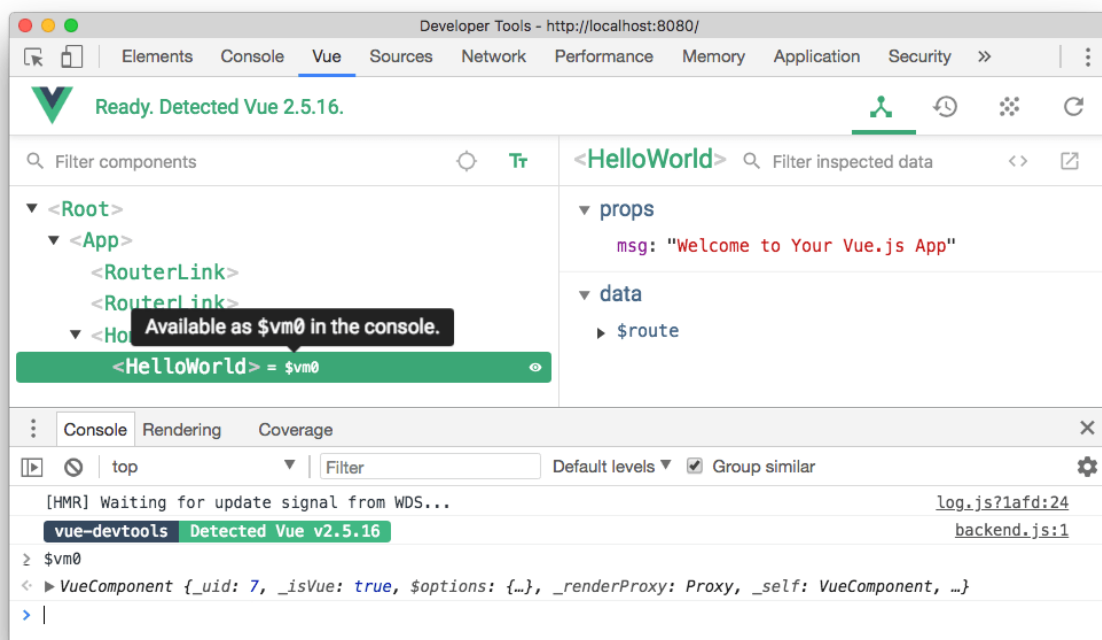 Developer Tools - http://localhost:8080/
Elements Console Vue Sources Network Performance Memory Application Security »
Ready. Detected Vue 2.5.16.
Filter components
<HelloWorld> Filter inspected data
<Root>
<App>
<RouterLink>
<RouterLink>
<Ho
Available as $vm0 in the console.
<HelloWorld> = $vm0
props
msg: "Welcome to Your Vue.js App"
data
$route
Console Rendering Coverage
top Filter Default levels Group similar
[HMR] Waiting for update signal from WDS... log.js?1afd:24
vue-devtools Detected Vue v2.5.16 backend.js:1
$vm0
VueComponent {_uid: 7, _isVue: true, $options: {…}, _renderProxy: Proxy, _self: VueComponent, …}